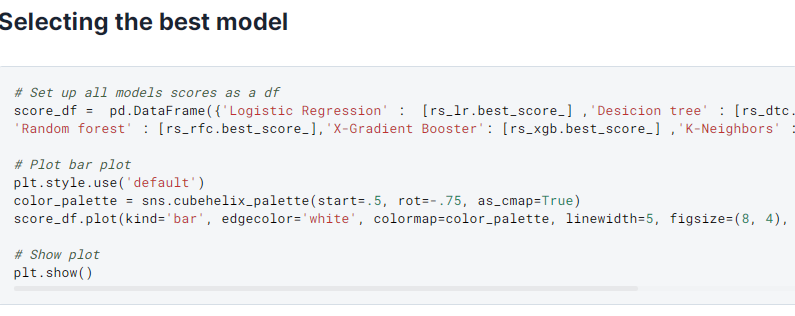 Selecting the best model
# Set up all models scores as a df
score_df =  pd.DataFrame({'Logistic Regression' :  [rs_lr.best_score_] ,'Desicion tree' : [rs_dtc.
'Random forest' : [rs_rfc.best_score_],'X-Gradient Booster': [rs_xgb.best_score_] ,'K-Neighbors' :
# Plot bar plot
plt.style.use('default')
color_palette = sns.cubehelix_palette(start=.5, rot=-.75, as_cmap=True)
score_df.plot(kind='bar', edgecolor='white', colormap=color_palette, linewidth=5, figsize=(8, 4),
# Show plot
plt.show()